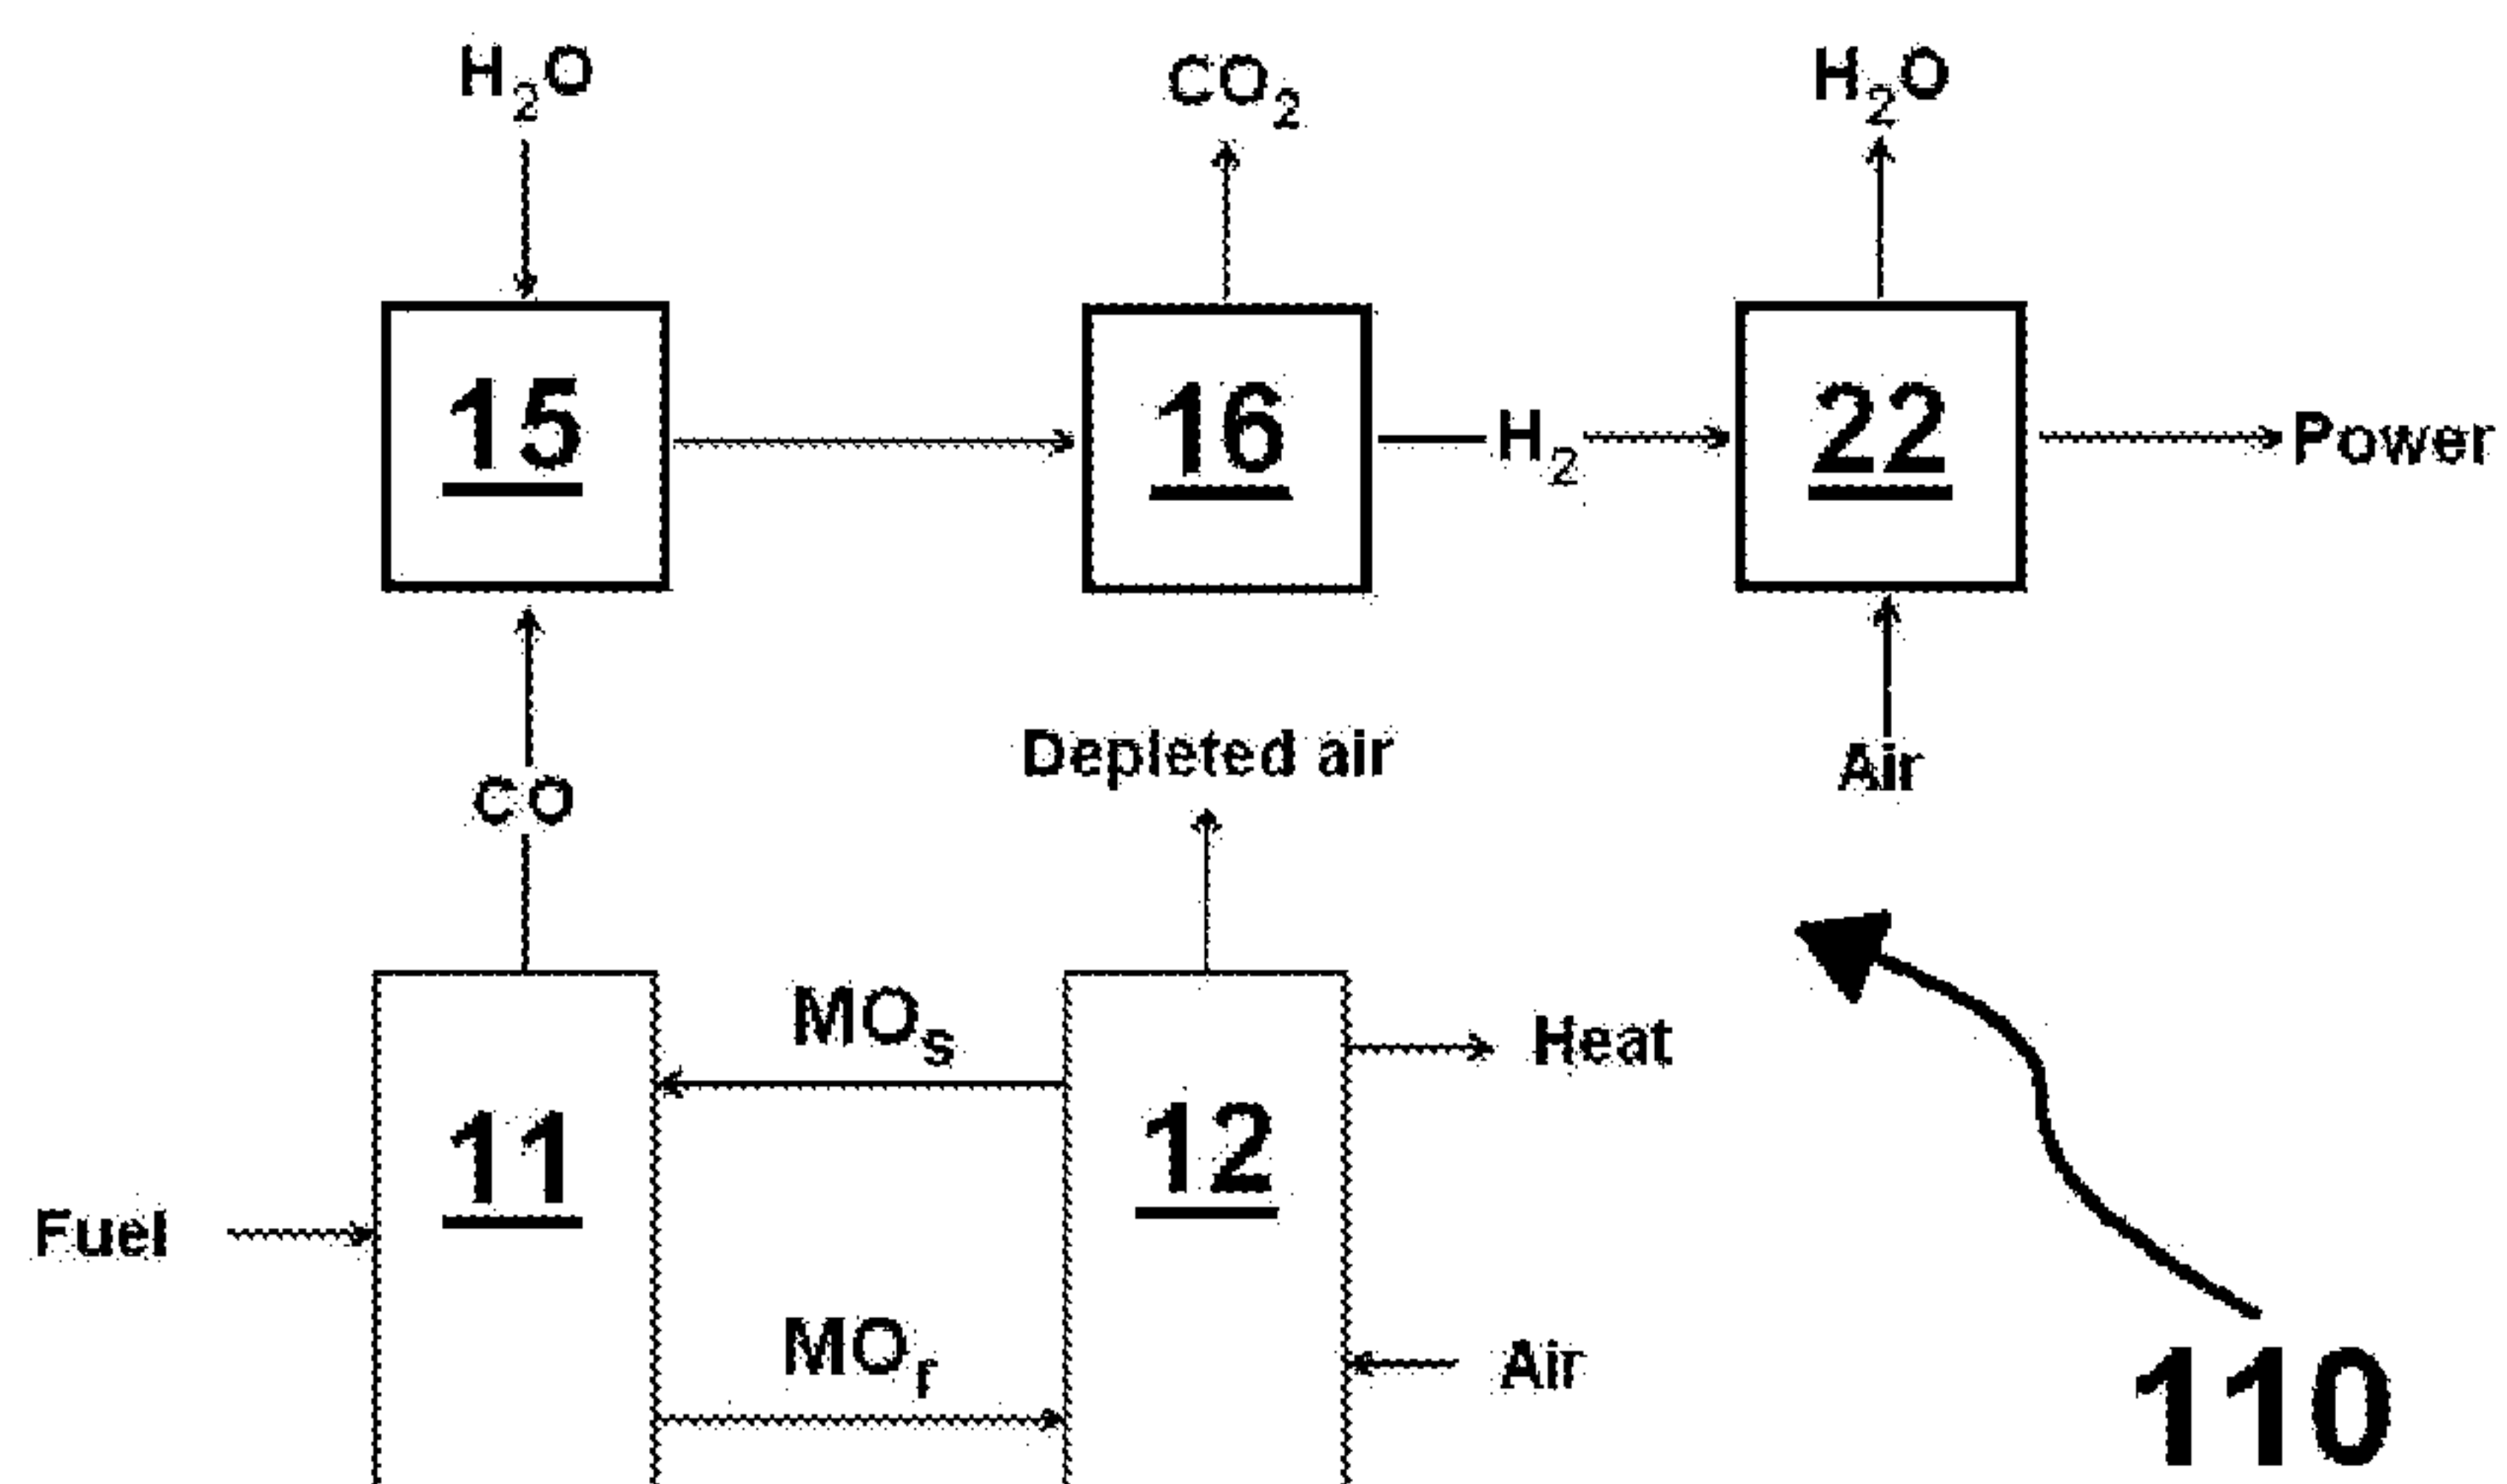 H2O
CO2
H2O
15
16
H2
22
Power
CO
Depleted air
Air
MOs
Heat
11
12
Fuel
MOr
Air
110